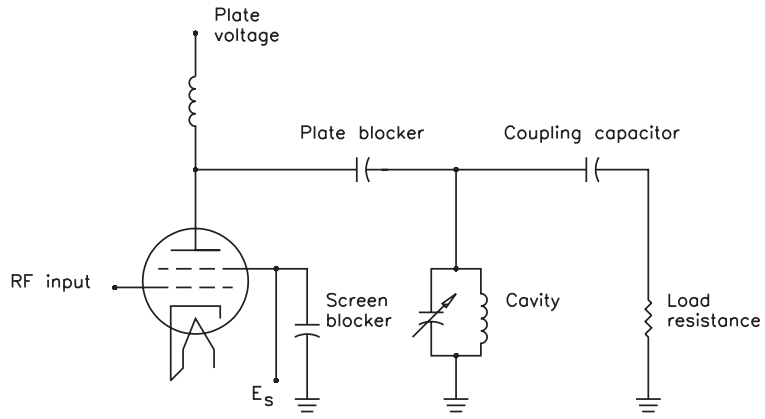 Plate
voltage
Plate blocker
Coupling capacitor
RF input
Screen
blocker
Cavity
Load
resistance
Es